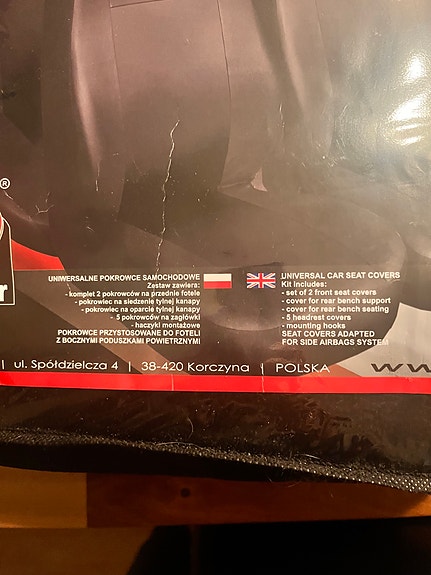 ®
r
UNIWERSALNE POKROWCE SAMOCHODOWE
Zestaw zawiera:
- komplet 2 pokrowców na przednie fotele
- pokrowiec na siedzenie tylnej kanapy
- pokrowiec na oparcie tylnej kanapy
- 5 pokrowców na zagłówki
- haczyki montażowe
POKROWCE PRZYSTOSOWANE DO FOTELI
Z BOCZNYMI PODUSZKAMI POWIETRZNYMI
UNIVERSAL CAR SEAT COVERS
Kit includes:
- set of 2 front seat covers
- cover for rear bench support
- cover for rear bench seating
- 5 headrest covers
- mounting hooks
SEAT COVERS ADAPTED
FOR SIDE AIRBAGS SYSTEM
| ul. Spółdzielcza 4 | 38-420 Korczyna | POLSKA www